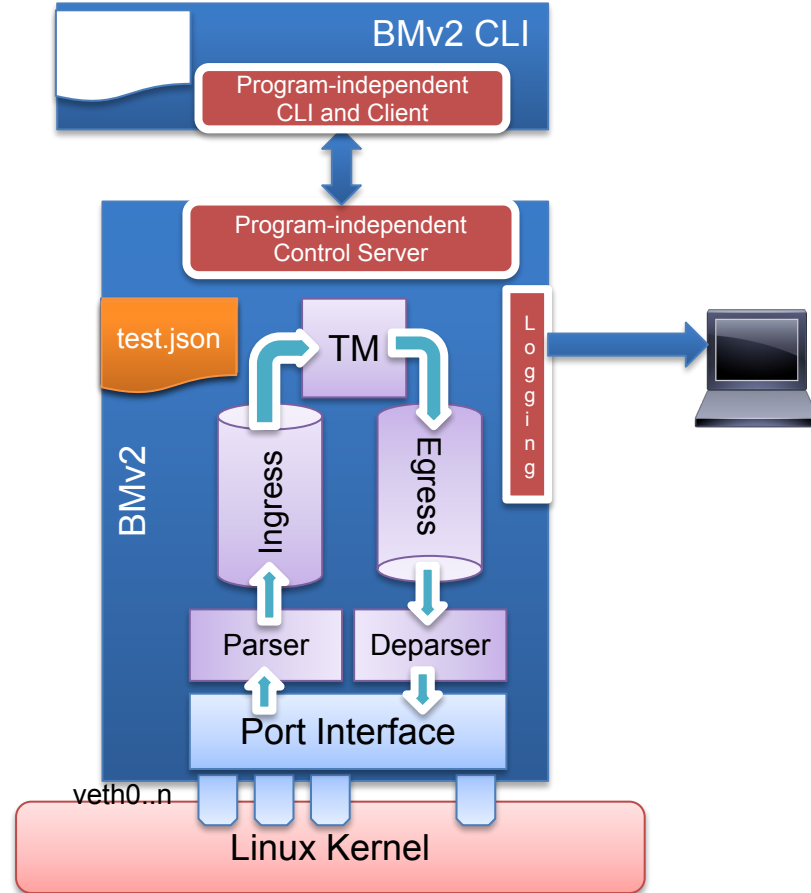 BMv2 CLI
Program-independent
CLI and Client
Program-independent
Control Server
test.json
TM
Logging
BMv2
Ingress
Egress
Parser
Deparser
Port Interface
veth0..n
Linux Kernel